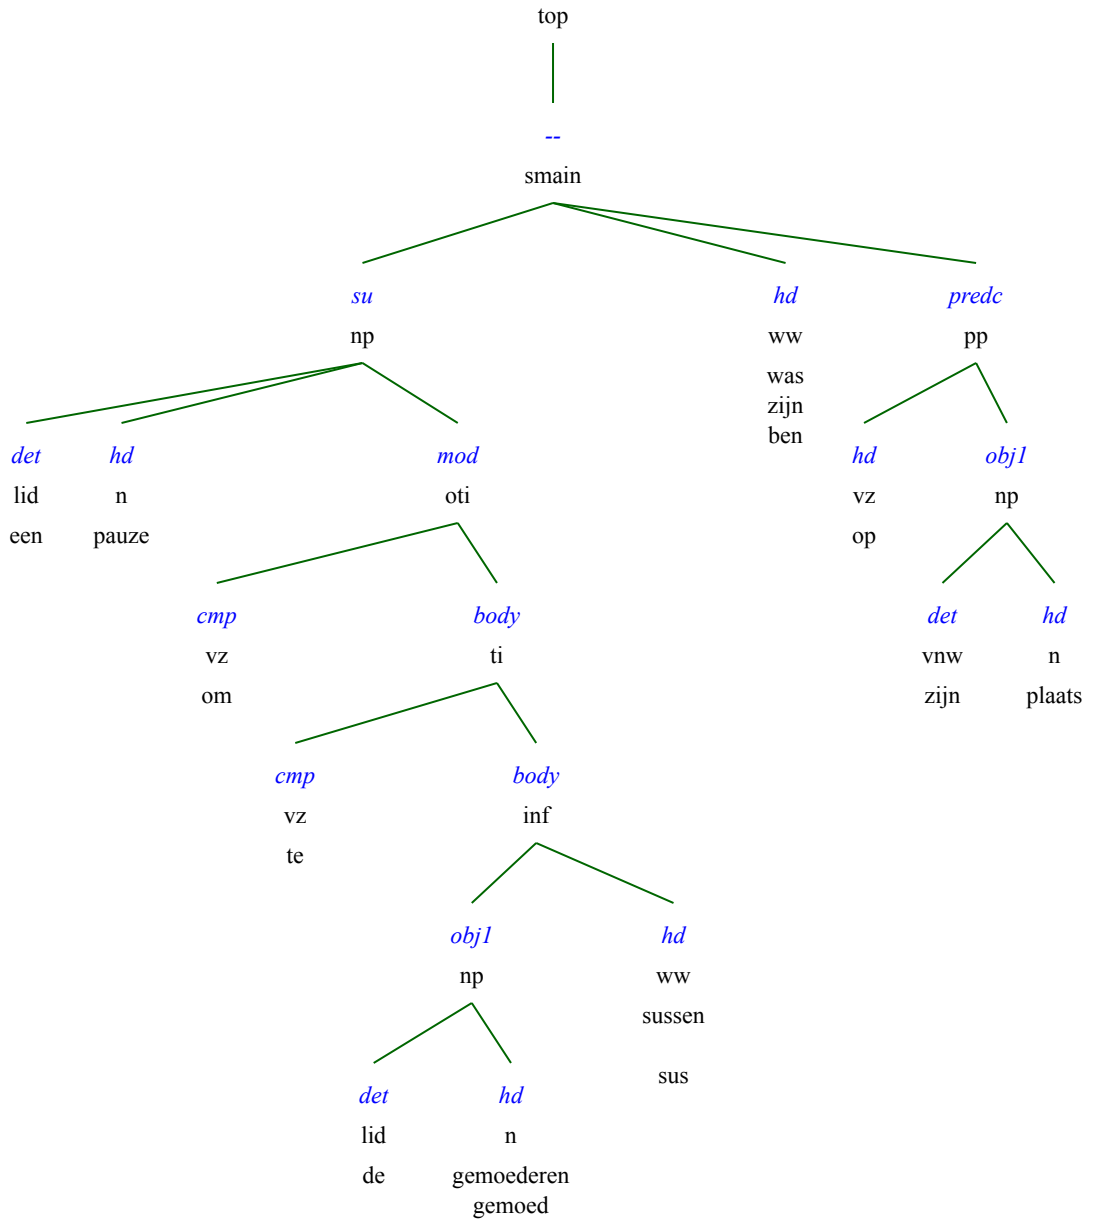 top
--
smain
su hd predc
np ww pp
was
zijn
ben
det hd mod hd obj1
lid n oti vz np
een pauze op
cmp body det hd
vz ti vnw n
om zijn plaats
cmp body
vz inf
te
obj1 hd
np ww
sussen
sus
det hd
lid n
de gemoederen
gemoed